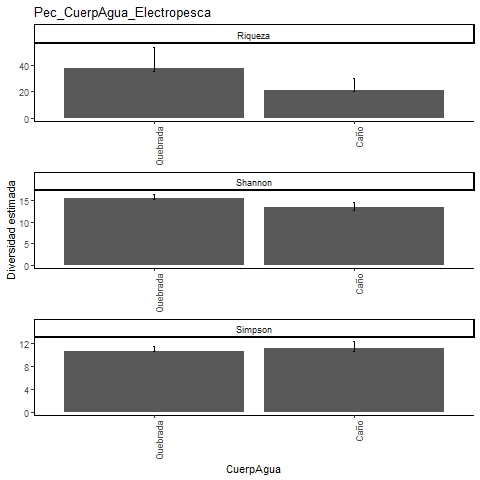 Pec_CuerpAgua_Electropesca
Riqueza
40
20
0
Quebrada
Caño
Shannon
15
10
5
0
Quebrada
Caño
Simpson
12
8
4
0
Quebrada
Caño
Diversidad estimada
CuerpAgua